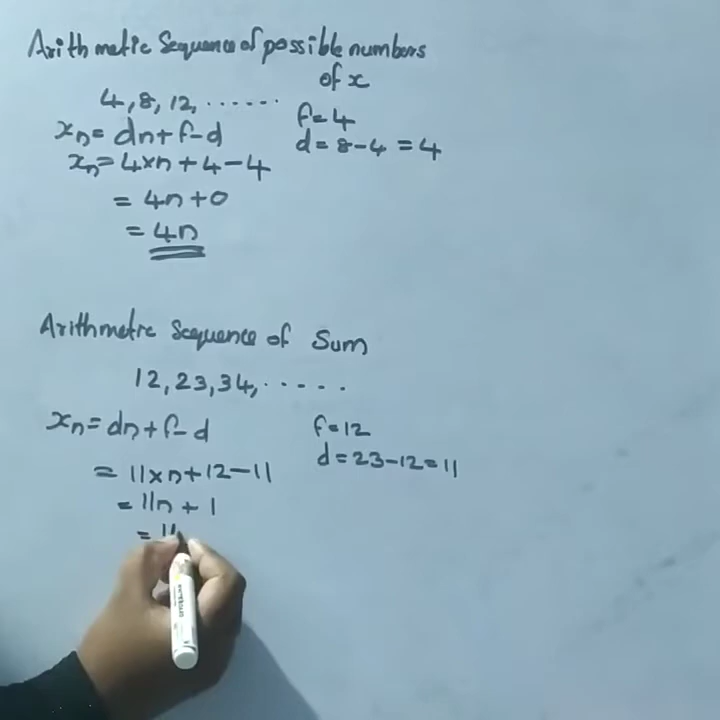 Arithmetic Sequence of possible numbers
of x
4, 8, 12, .......
f = 4
xn = dn + f - d
d = 8 - 4 = 4
xn = 4 × n + 4 - 4
= 4n + 0
= 4n
Arithmetic Sequence of Sum
12, 23, 34, .....
xn = dn + f - d
f = 12
d = 23 - 12 = 11
= 11 × n + 12 - 11
= 11n + 1
= 11